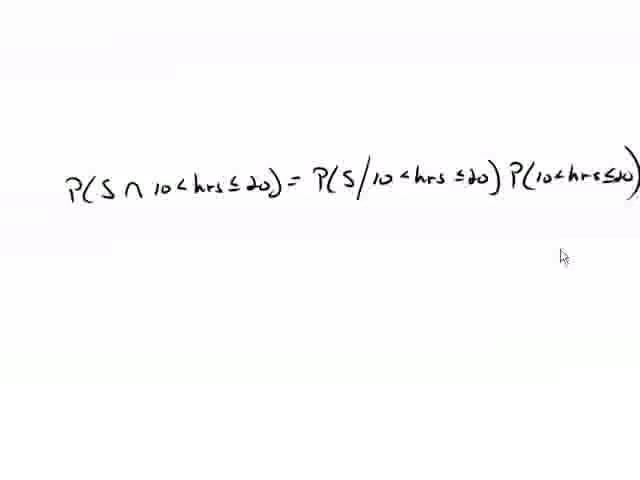 P(S ∩ 10 < hrs ≤ 20) = P(S/10 < hrs ≤ 20) P(10 < hrs ≤ 20)